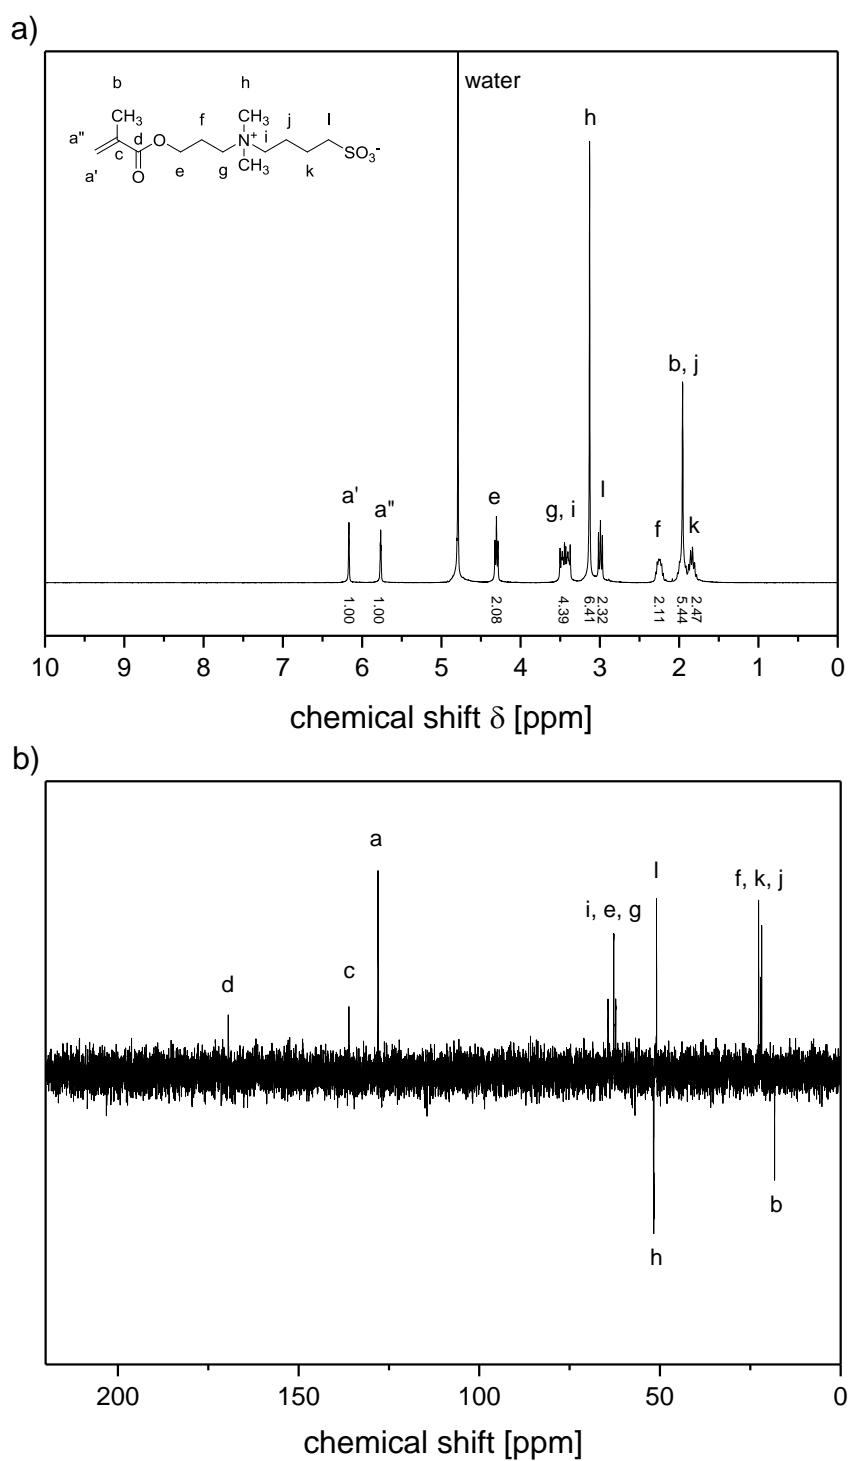 a)
water
b
h
CH3
f
CH3
j
l
a"
d
N+
i
SO3-
c
O
CH3
k
a'
O
e
g
h
b, j
a'
a"
e
g, i
l
f
k
1.00
1.00
2.08
4.39
6.41
2.32
2.11
5.44
2.47
10
9
8
7
6
5
4
3
2
1
0
chemical shift δ [ppm]
b)
a
l
f, k, j
i, e, g
d
c
b
h
200
150
100
50
0
chemical shift [ppm]